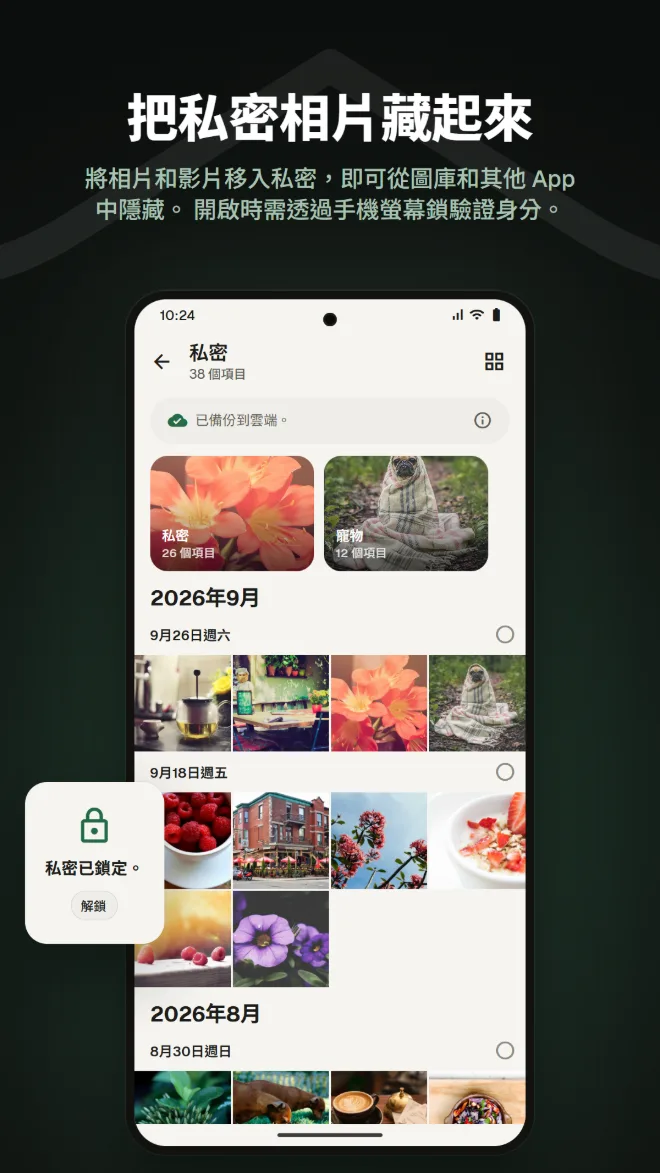 把私密相片藏起來
將相片和影片移入私密，即可從圖庫和其他 App
中隱藏。 開啟時需透過手機螢幕鎖驗證身分。
10:24
私密
38 個項目
已備份到雲端。
私密
26 個項目
寵物
12 個項目
2026年9月
9月26日週六
9月18日週五
私密已鎖定。
解鎖
2026年8月
8月30日週日